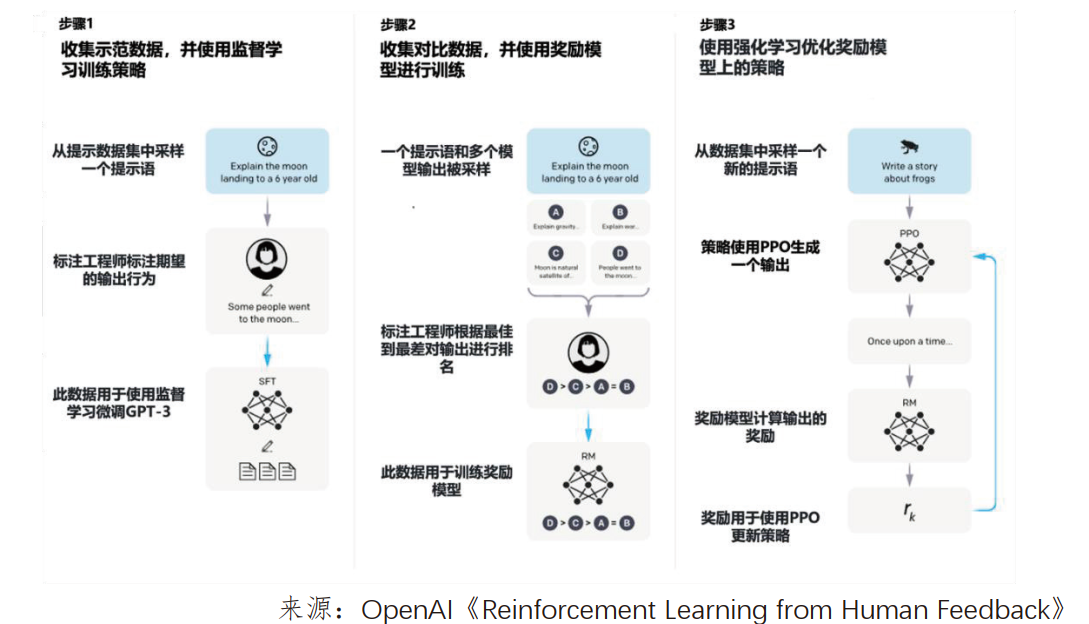 步骤1
收集示范数据，并使用监督学
习训练策略
从提示数据集中采样
一个提示语
Explain the moon
landing to a 6 year old
标注工程师标注期望
的输出行为
Some people went
to the moon...
此数据用于使用监督
学习微调GPT-3
SFT
步骤2
收集对比数据，并使用奖励模
型进行训练
一个提示语和多个模
型输出被采样
Explain the moon
landing to a 6 year old
A
Explain gravity...
B
Explain war...
C
Moon is natural
satellite of...
D
People went to
the moon...
标注工程师根据最佳
到最差对输出进行排
名
D > C > A = B
此数据用于训练奖励
模型
RM
D > C > A = B
步骤3
使用强化学习优化奖励模
型上的策略
从数据集中采样一个
新的提示语
Write a story
about frogs
策略使用PPO生成
一个输出
PPO
Once upon a time...
奖励模型计算输出的
奖励
RM
奖励用于使用PPO
更新策略
rk
来源：OpenAI《Reinforcement Learning from Human Feedback》